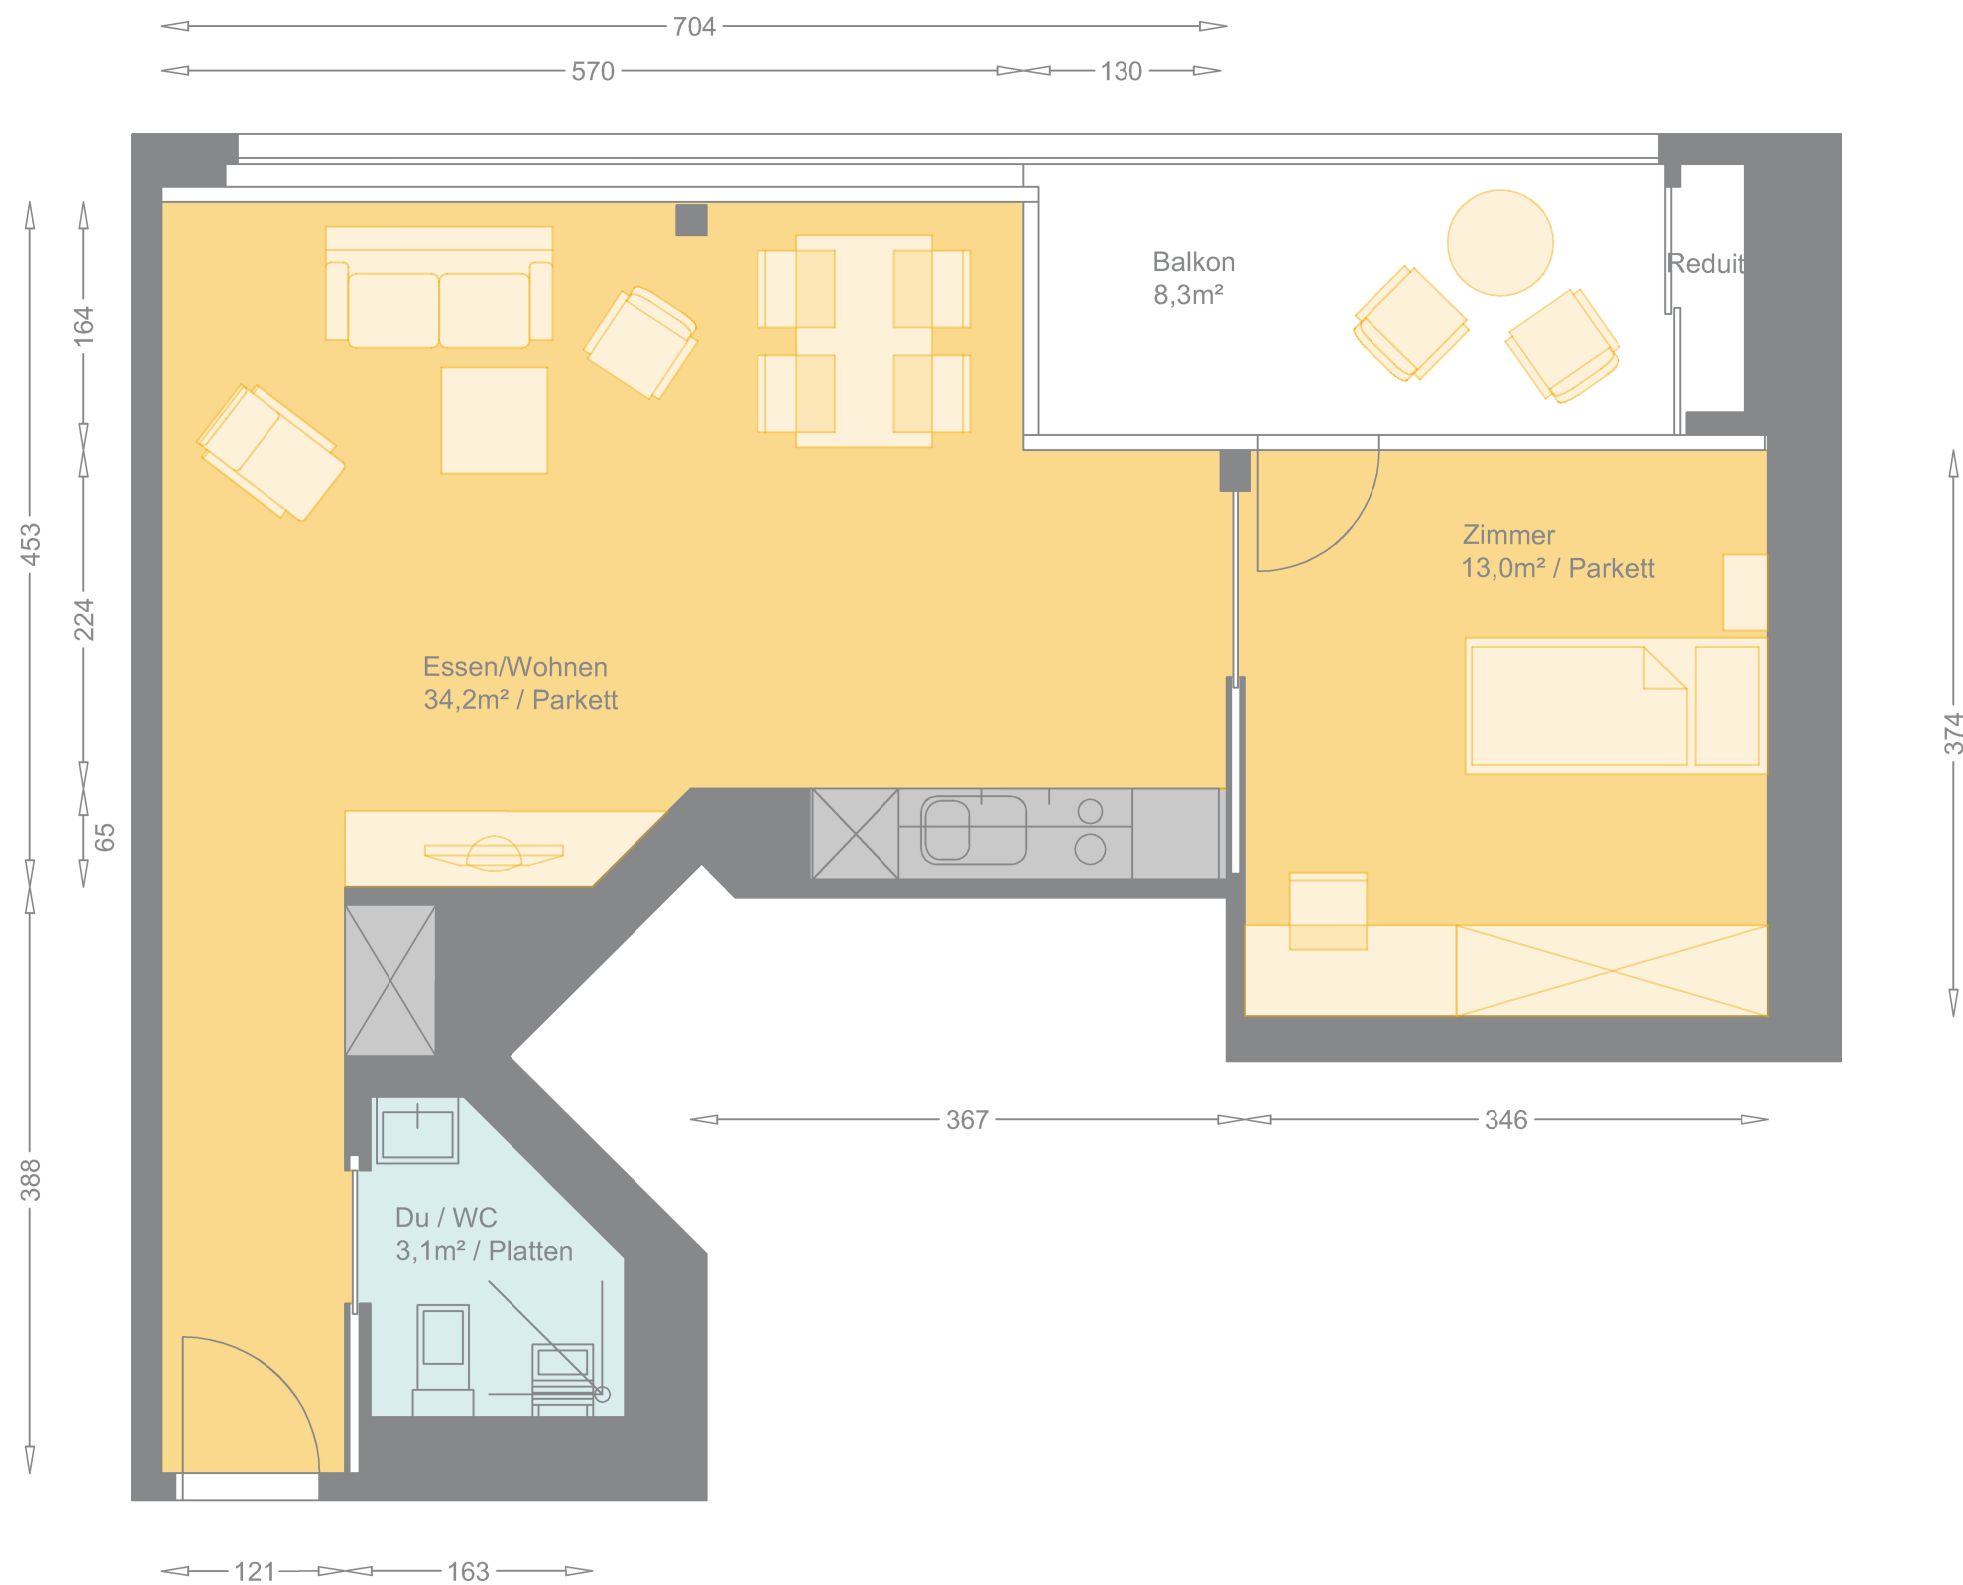 704
570
130
Balkon
8,3m²
Reduit
164
453
224
374
Zimmer
13,0m² / Parkett
Essen/Wohnen
34,2m² / Parkett
65
367
346
388
Du / WC
3,1m² / Platten
121
163